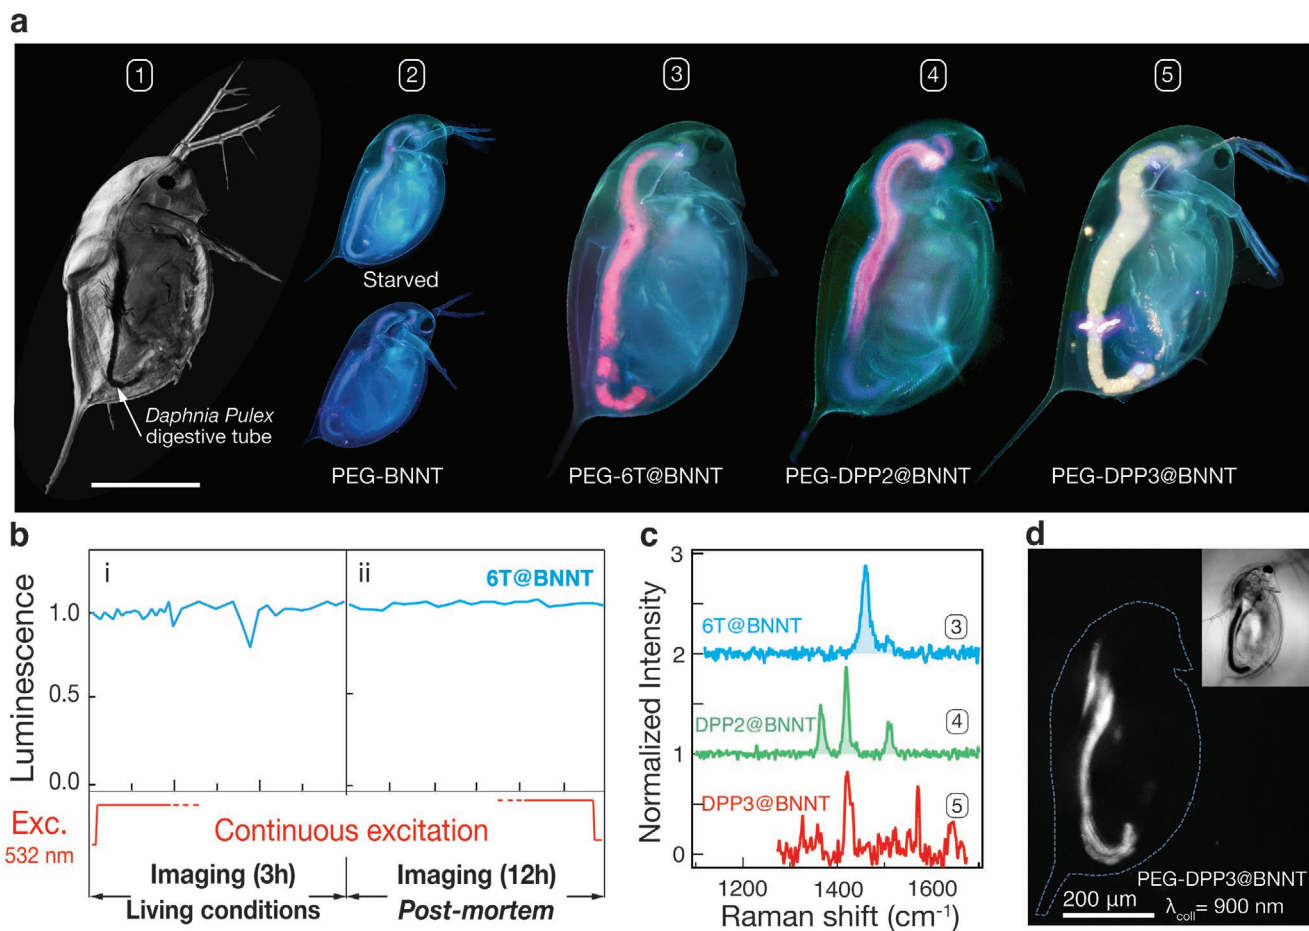 a
1
2
3
4
5
Starved
Daphnia Pulex
digestive tube
PEG-BNNT
PEG-6T@BNNT
PEG-DPP2@BNNT
PEG-DPP3@BNNT
b
i
ii
6T@BNNT
Luminescence
1.0
0.5
0.0
Exc.
532 nm
Continuous excitation
Imaging (3h)
Living conditions
Imaging (12h)
Post-mortem
c
Normalized Intensity
3
2
1
0
6T@BNNT
3
DPP2@BNNT
4
DPP3@BNNT
5
1200
1400
1600
Raman shift (cm⁻¹)
d
PEG-DPP3@BNNT
200 µm
λcoll= 900 nm